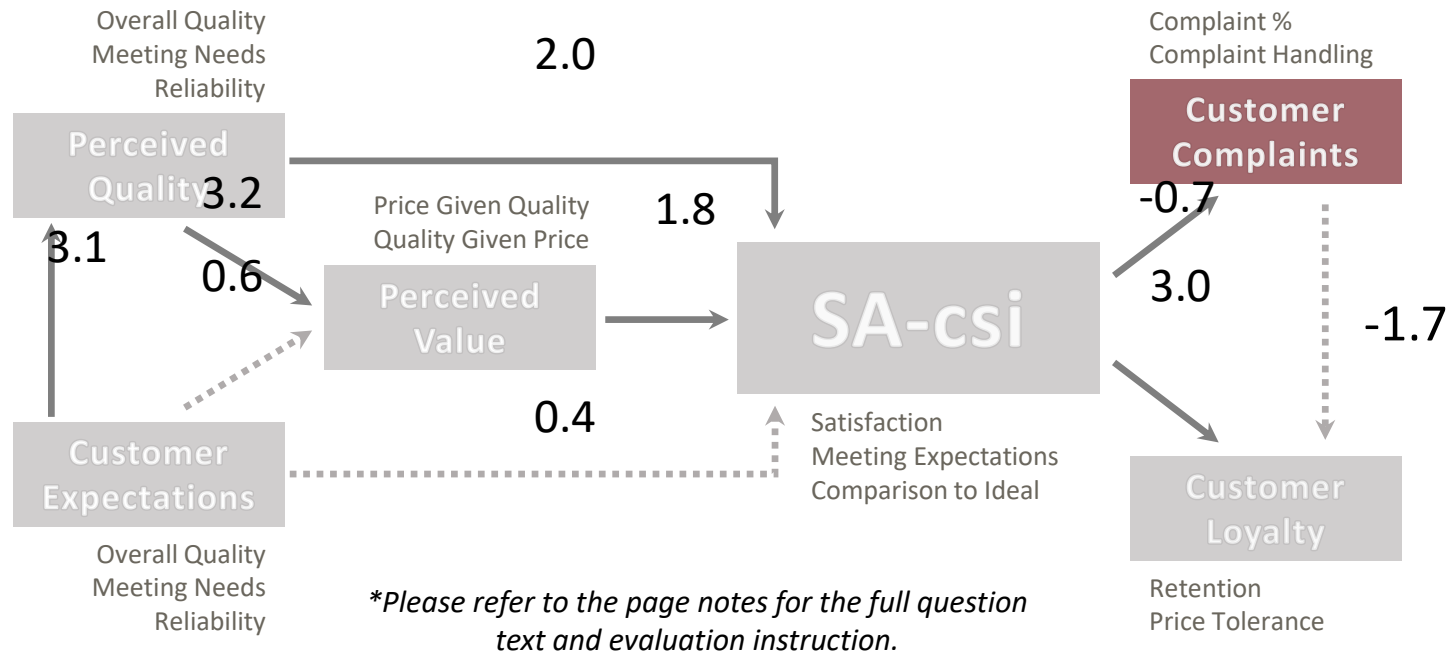 Overall Quality
Meeting Needs
Reliability
2.0
Complaint %
Complaint Handling
Perceived
Quality
Customer
Complaints
3.2
3.1
0.6
Price Given Quality
Quality Given Price
1.8
-0.7
3.0
-1.7
Perceived
Value
SA-csi
0.4
Customer
Expectations
Satisfaction
Meeting Expectations
Comparison to Ideal
Customer
Loyalty
Overall Quality
Meeting Needs
Reliability
*Please refer to the page notes for the full question
text and evaluation instruction.
Retention
Price Tolerance